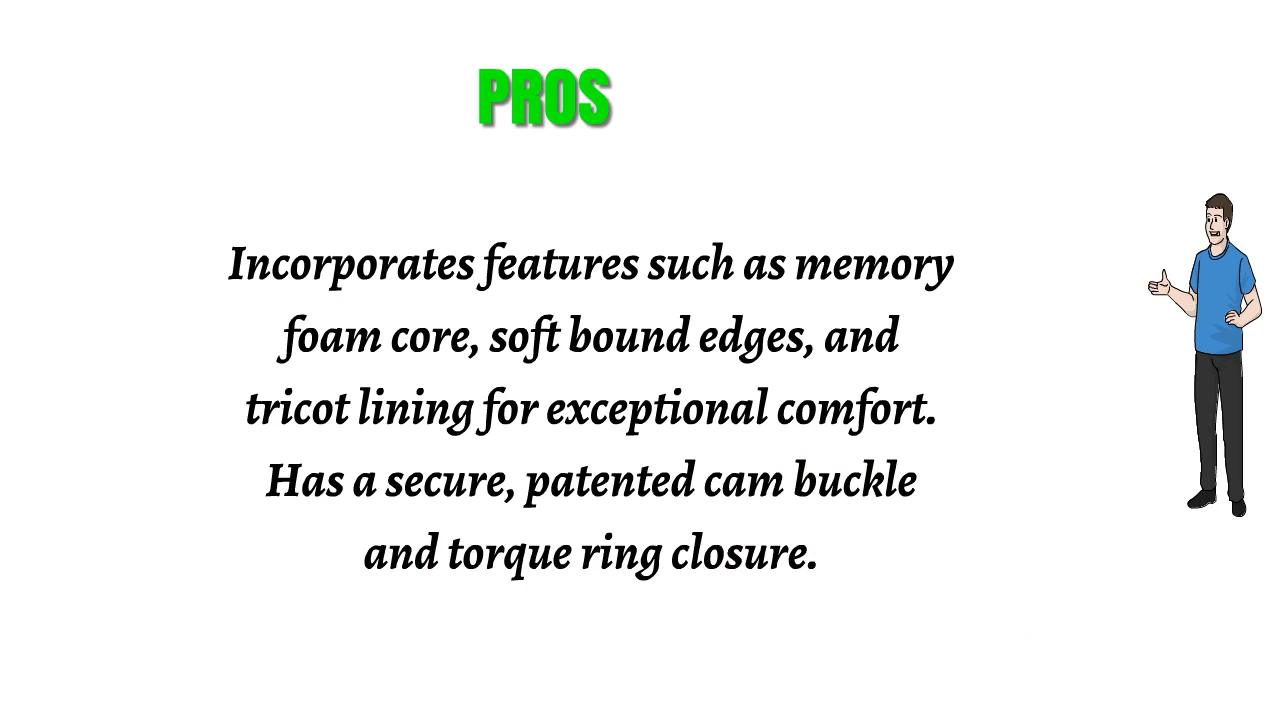 PROS
Incorporates features such as memory
foam core, soft bound edges, and
tricot lining for exceptional comfort.
Has a secure, patented cam buckle
and torque ring closure.